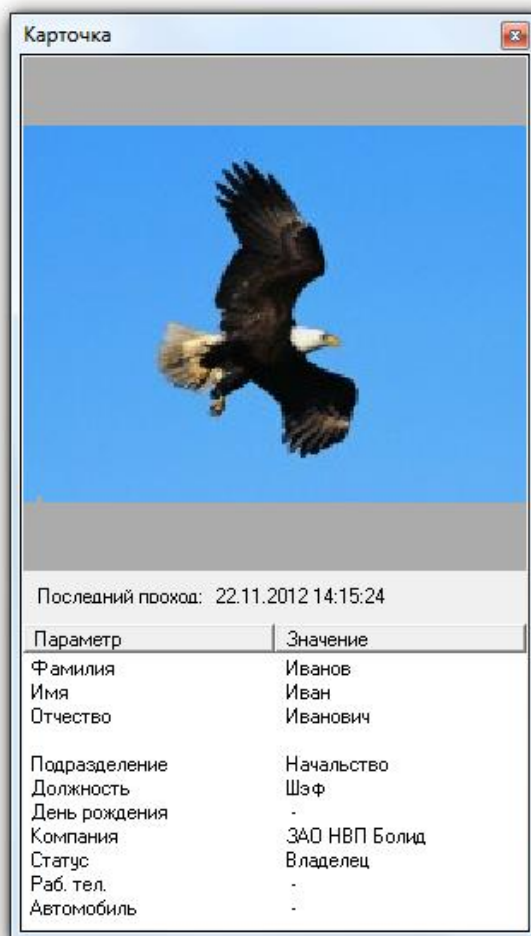 Карточка
Последний проход: 22.11.2012 14:15:24
Параметр Значение
Фамилия Иванов
Имя Иван
Отчество Иванович
Подразделение Начальство
Должность Шэф
День рождения -
Компания ЗАО НВП Болид
Статус Владелец
Раб. тел. -
Автомобиль -